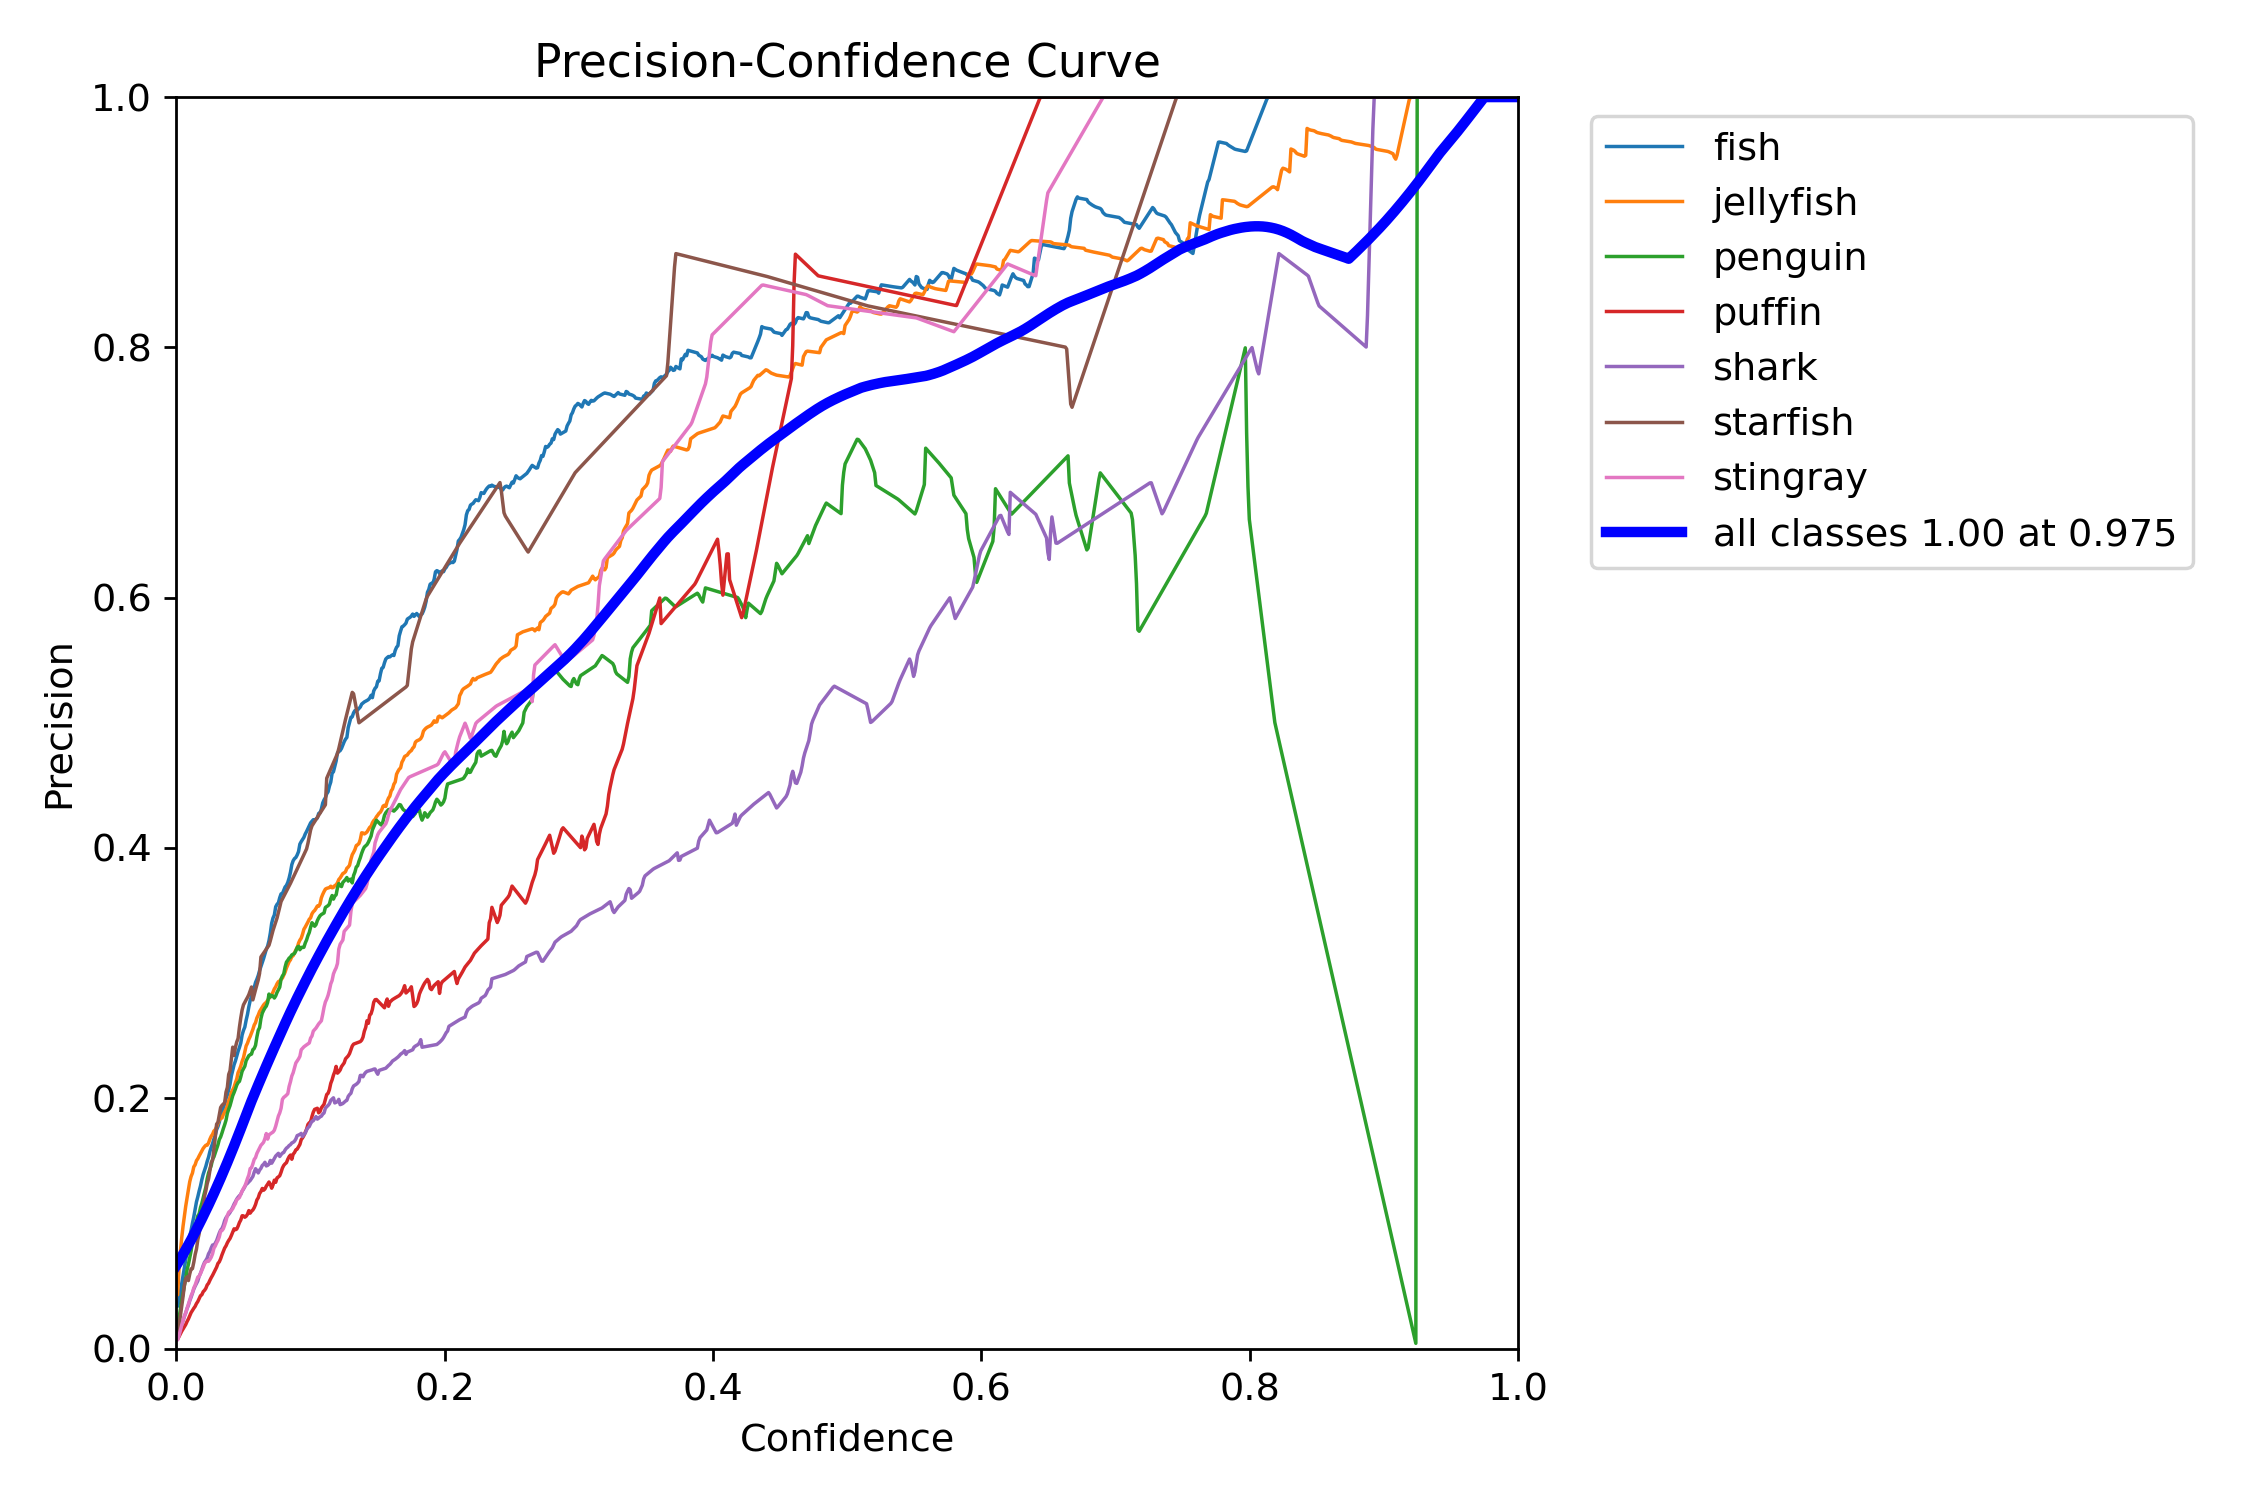 Precision-Confidence Curve
1.0
0.8
0.6
0.4
0.2
0.0
Precision
0.0 0.2 0.4 0.6 0.8 1.0
Confidence
fish
jellyfish
penguin
puffin
shark
starfish
stingray
all classes 1.00 at 0.975